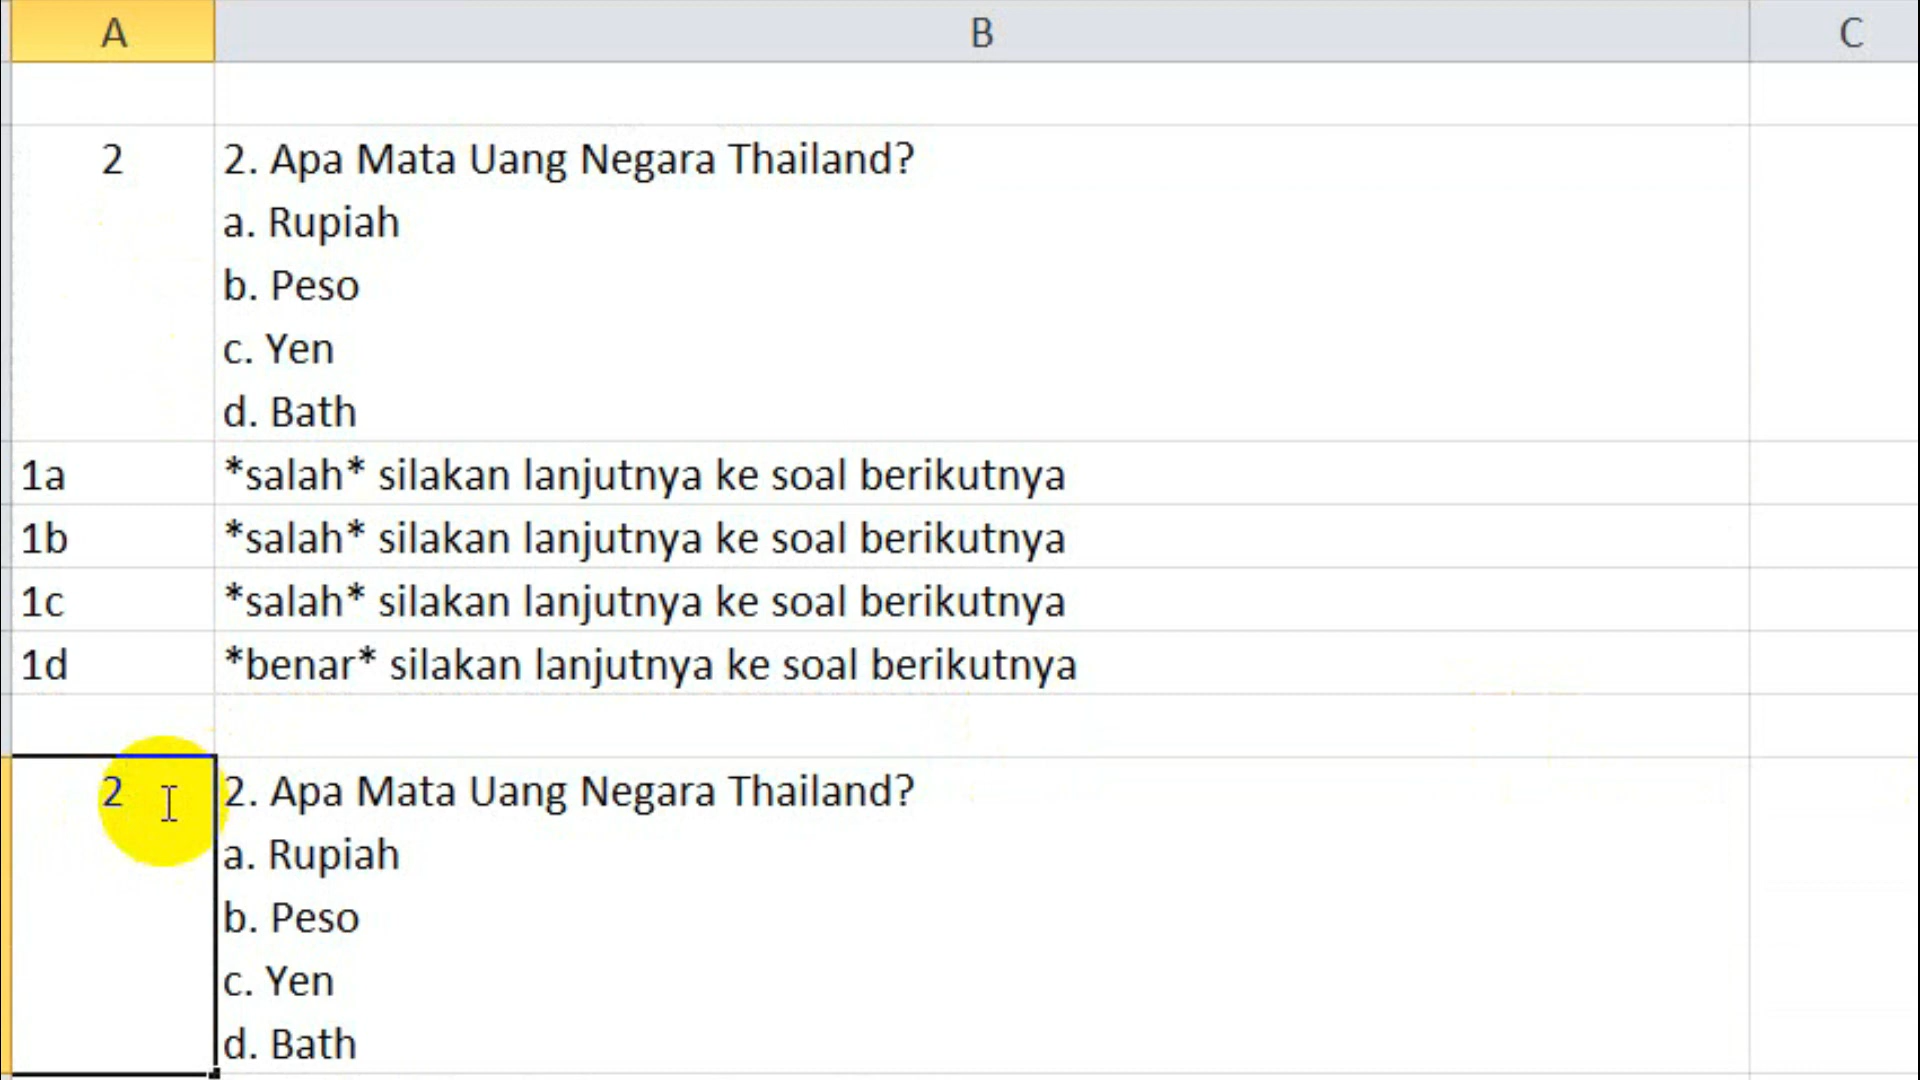 A B C
2 2. Apa Mata Uang Negara Thailand?
a. Rupiah
b. Peso
c. Yen
d. Bath
1a *salah* silakan lanjutnya ke soal berikutnya
1b *salah* silakan lanjutnya ke soal berikutnya
1c *salah* silakan lanjutnya ke soal berikutnya
1d *benar* silakan lanjutnya ke soal berikutnya
2 2. Apa Mata Uang Negara Thailand?
a. Rupiah
b. Peso
c. Yen
d. Bath